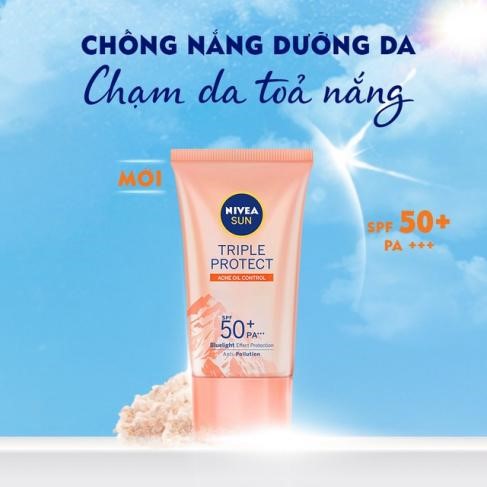 CHỐNG NẮNG DƯỠNG DA
Chạm da toả nắng
MỚI
NIVEA
SUN
TRIPLE
PROTECT
ACNE OIL CONTROL
SPF
50+
PA+++
Bluelight Effect Protection
Anti-Pollution
SPF 50+
PA +++